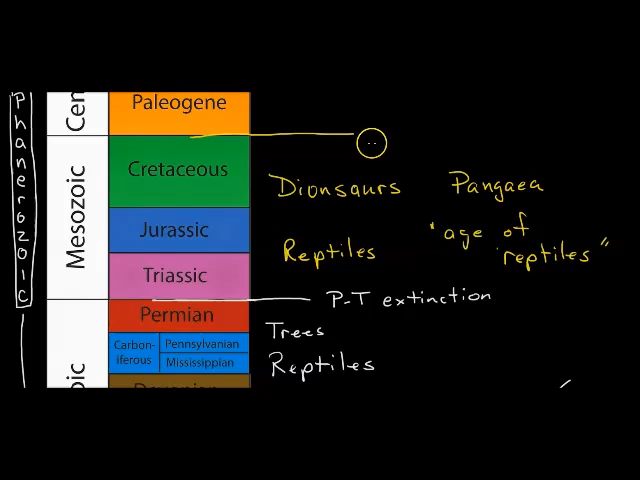 Phanerozoic
Cen
Paleogene
Mesozoic
Cretaceous
Dionsaurs Pangaea
Jurassic
"age of
reptiles"
Reptiles
Triassic
P-T extinction
Permian
Trees
Carbon-
iferous
Pennsylvanian
Mississippian
Reptiles
oic
Devonian